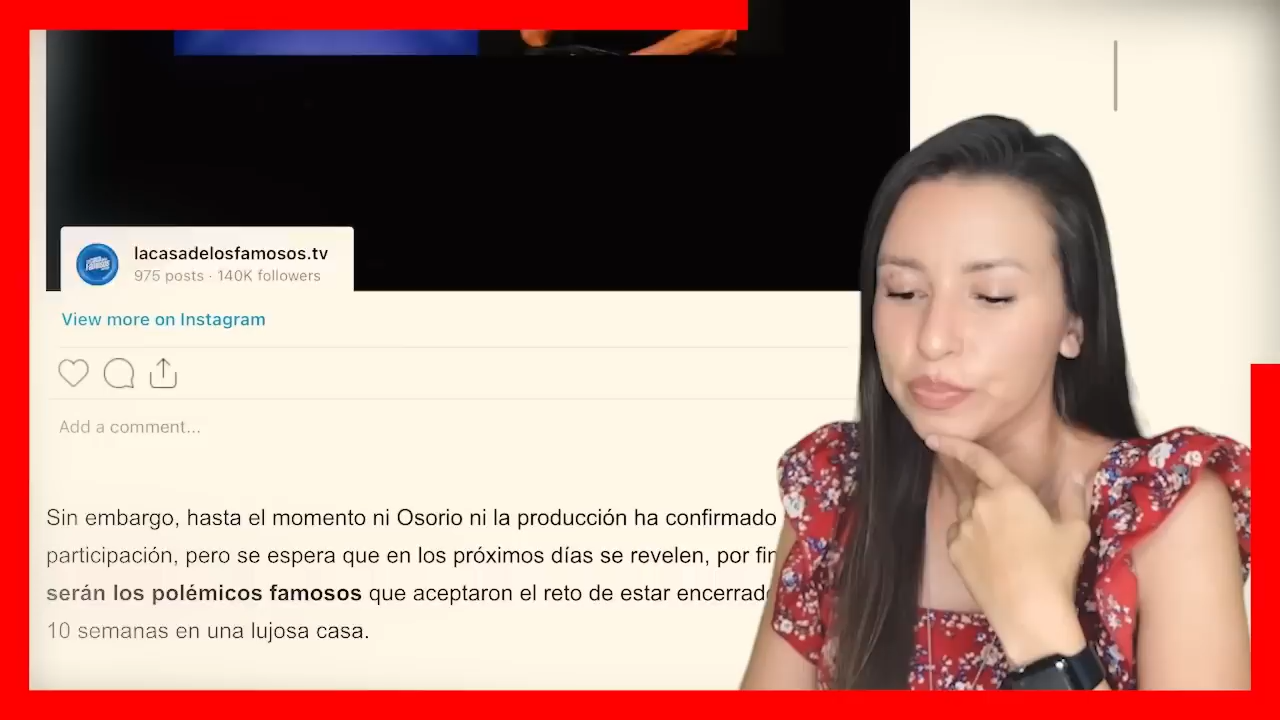 lacasadelosfamosos.tv
975 posts · 140K followers
View more on Instagram
Add a comment...
Sin embargo, hasta el momento ni Osorio ni la producción ha confirmado
participación, pero se espera que en los próximos días se revelen, por
serán los polémicos famosos que aceptaron el reto de estar
10 semanas en una lujosa casa.